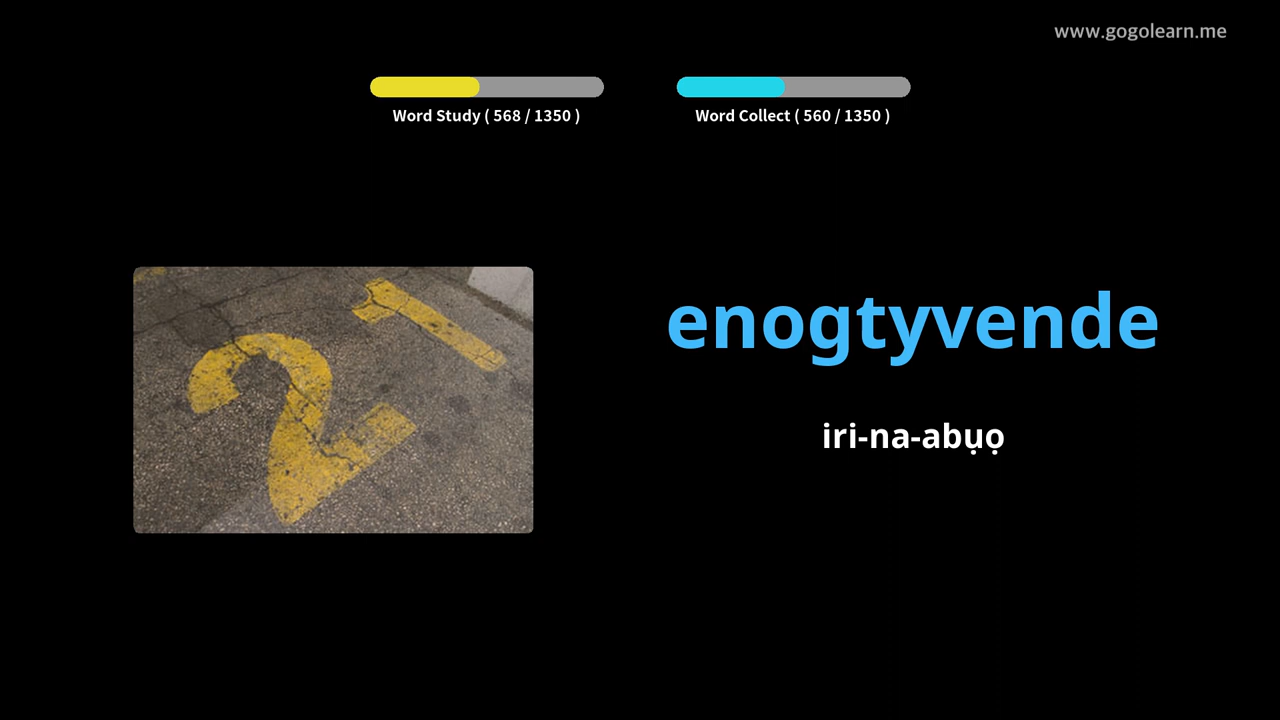 www.gogolearn.me
Word Study ( 568 / 1350 )
Word Collect ( 560 / 1350 )
21
enogtyvende
iri-na-abụọ